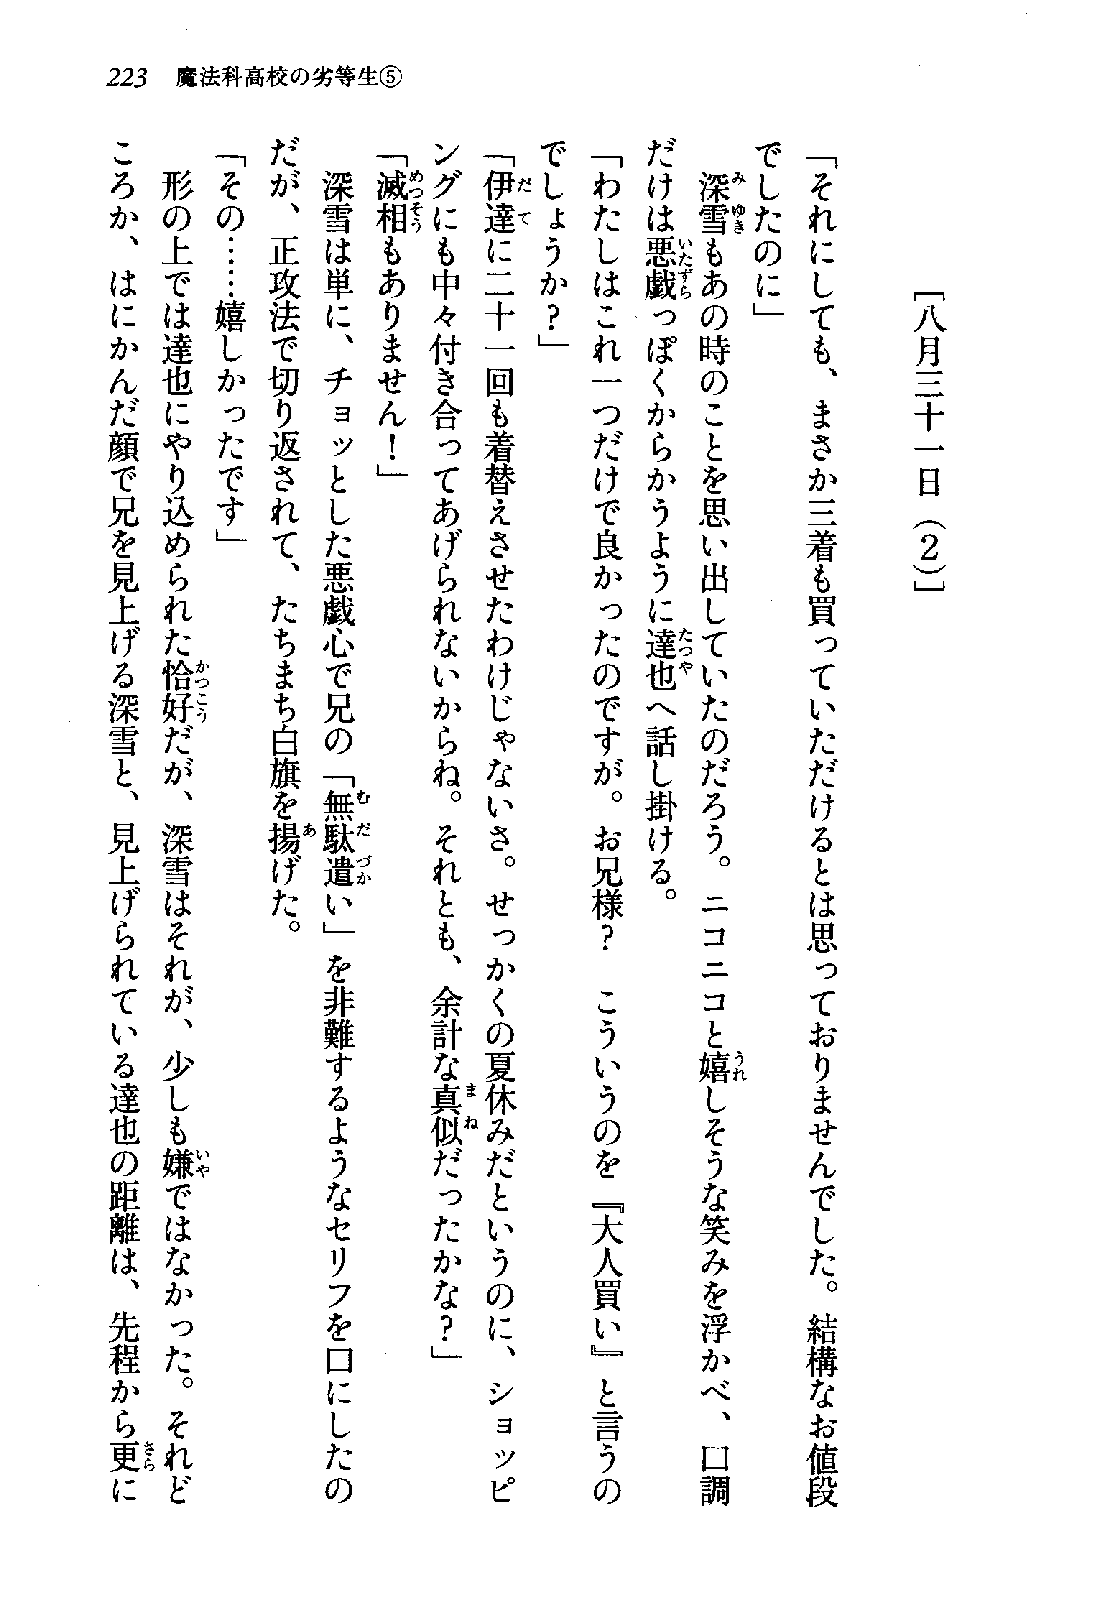 223 魔法科高校の劣等生⑤
［八月三十一日（2）］
「それにしても、まさか三着も買っていただけるとは思っておりませんでした。結構なお値段
でしたのに」
　深雪もあの時のことを思い出していたのだろう。ニコニコと嬉しそうな笑みを浮かべ、口調
だけは悪戯っぽくからかうように達也へ話し掛ける。
「わたしはこれ一つだけで良かったのですが。お兄様？　こういうのを『大人買い』と言うの
でしょうか？」
「伊達に二十一回も着替えさせたわけじゃないさ。せっかくの夏休みだというのに、ショッピ
ングにも中々付き合ってあげられないからね。それとも、余計な真似だったかな？」
「滅相もありません！」
　深雪は単に、チョッとした悪戯心で兄の「無駄遣い」を非難するようなセリフを口にしたの
だが、正攻法で切り返されて、たちまち白旗を揚げた。
「その……嬉しかったです」
　形の上では達也にやり込められた恰好だが、深雪はそれが、少しも嫌ではなかった。それど
ころか、はにかんだ顔で兄を見上げる深雪と、見上げられている達也の距離は、先程から更に